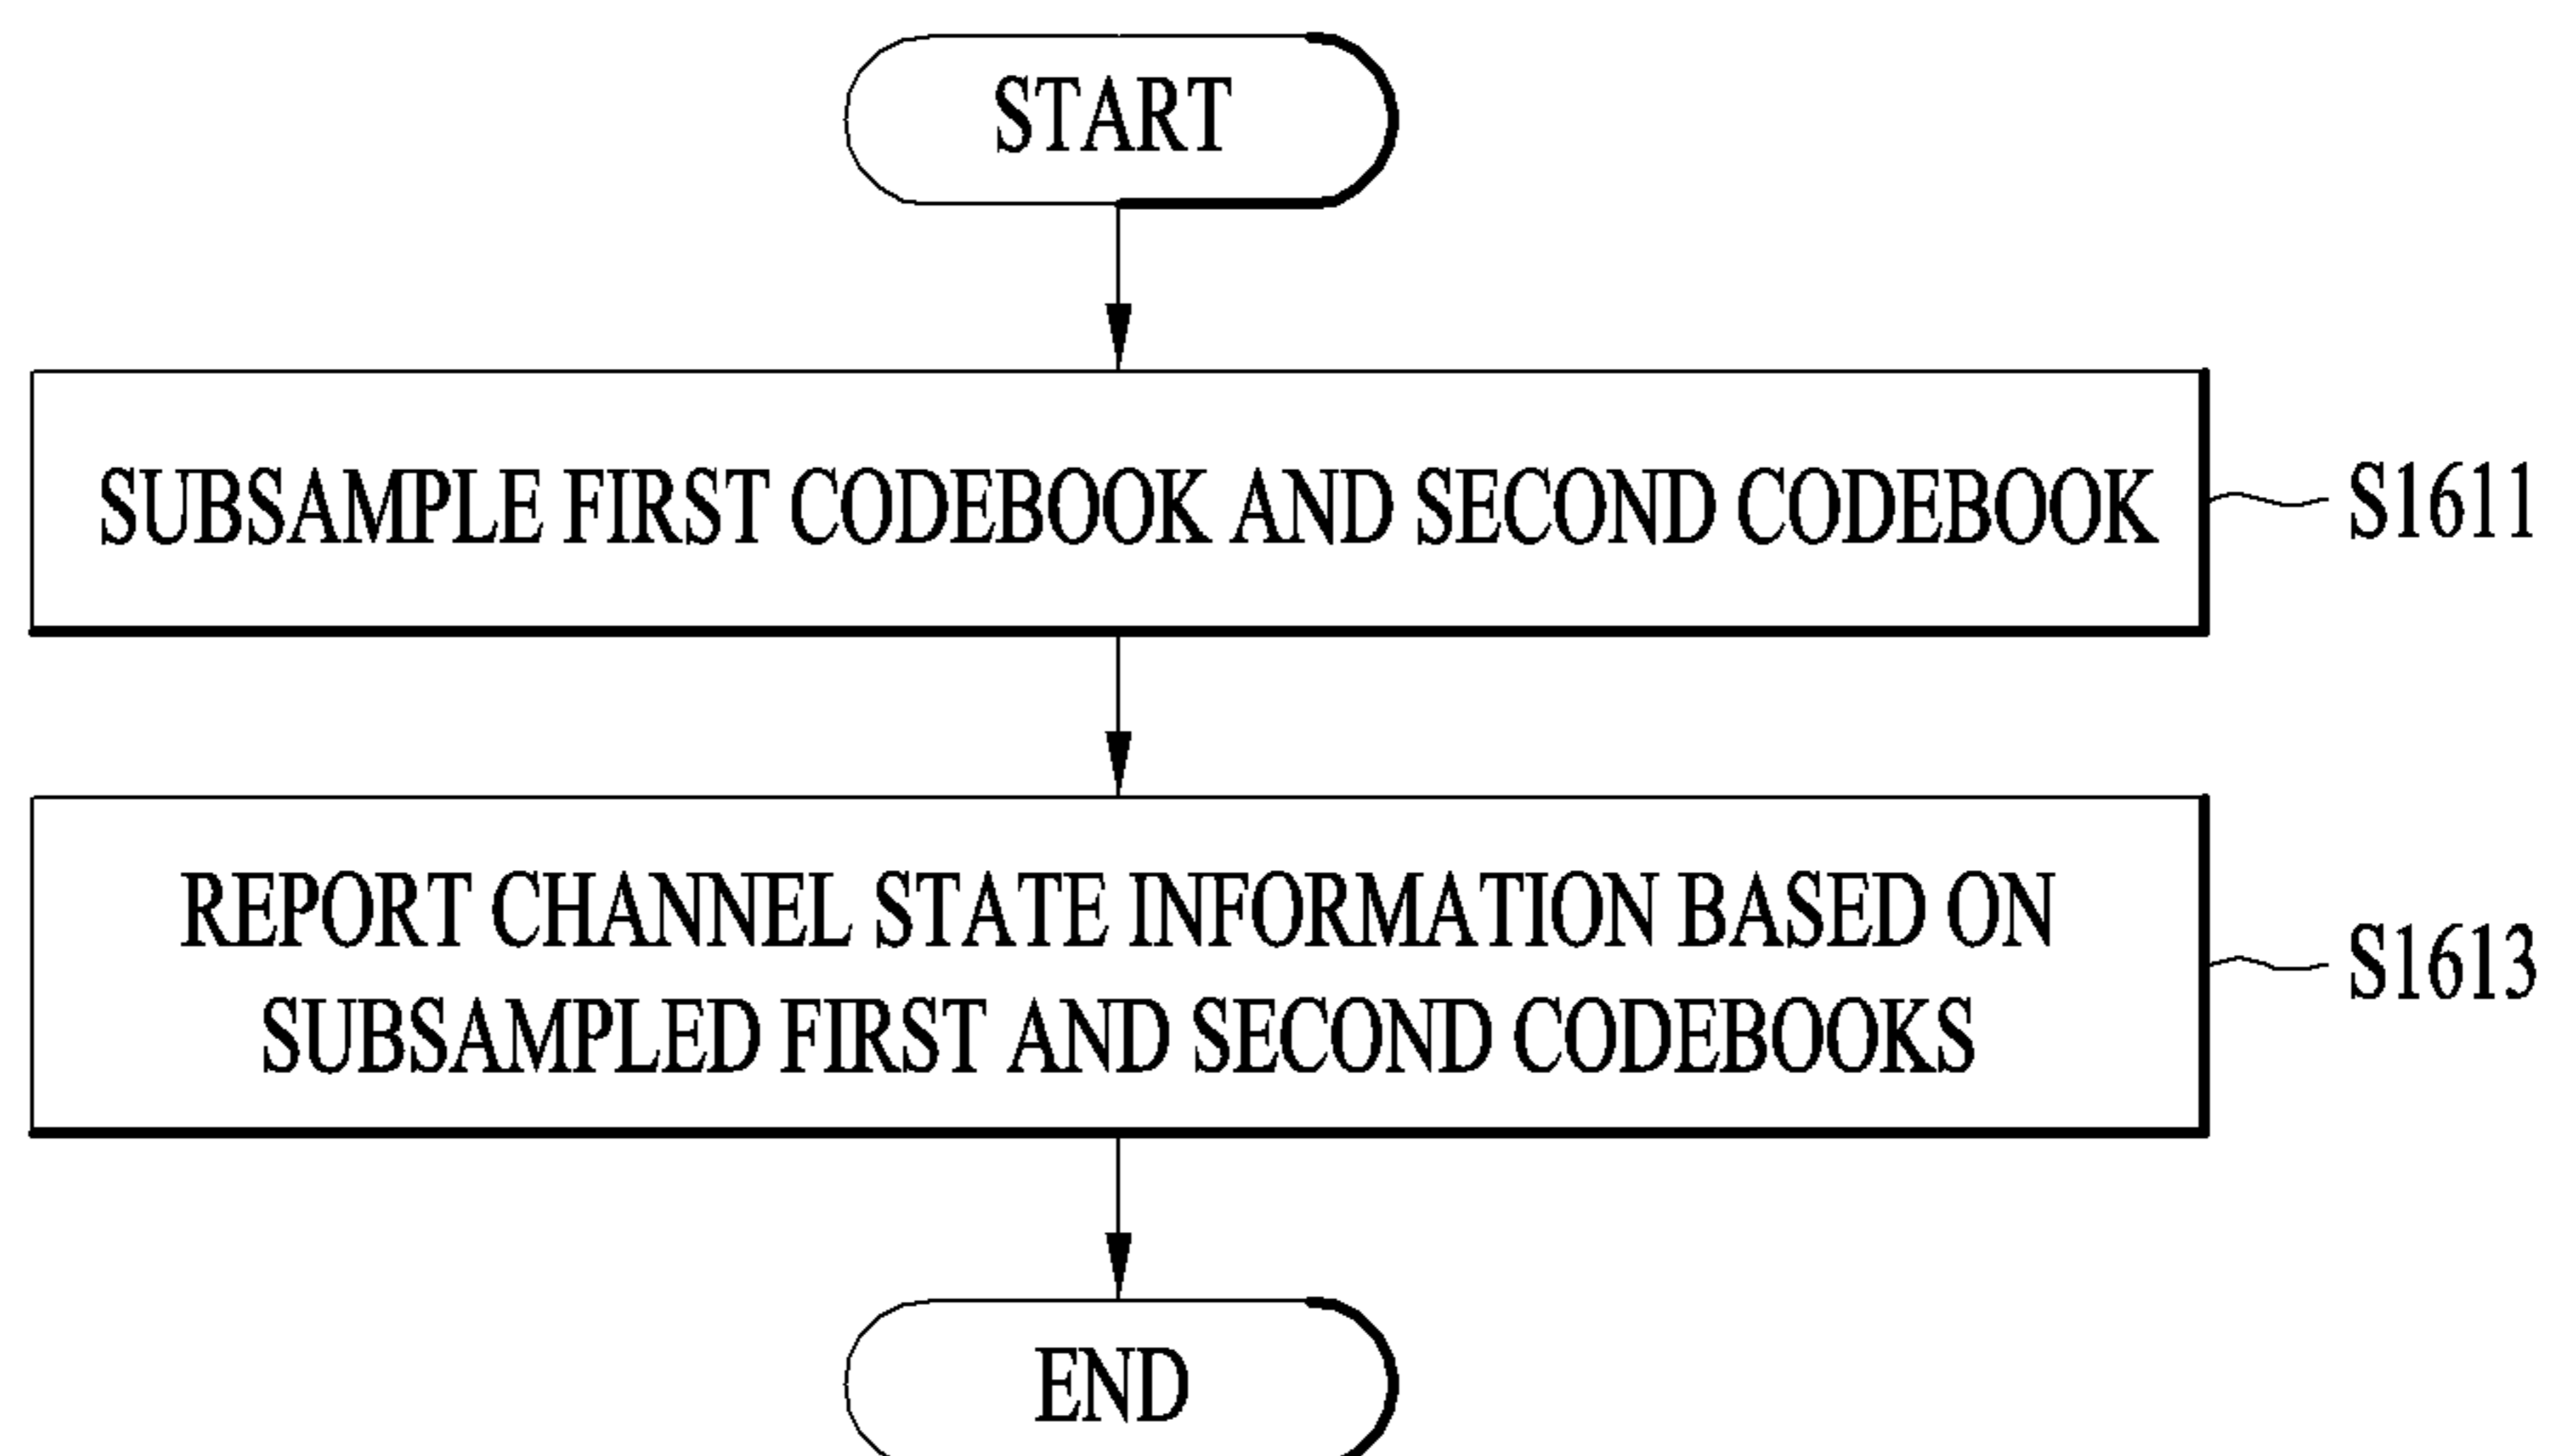 START
SUBSAMPLE FIRST CODEBOOK AND SECOND CODEBOOK
S1611
REPORT CHANNEL STATE INFORMATION BASED ON
SUBSAMPLED FIRST AND SECOND CODEBOOKS
S1613
END